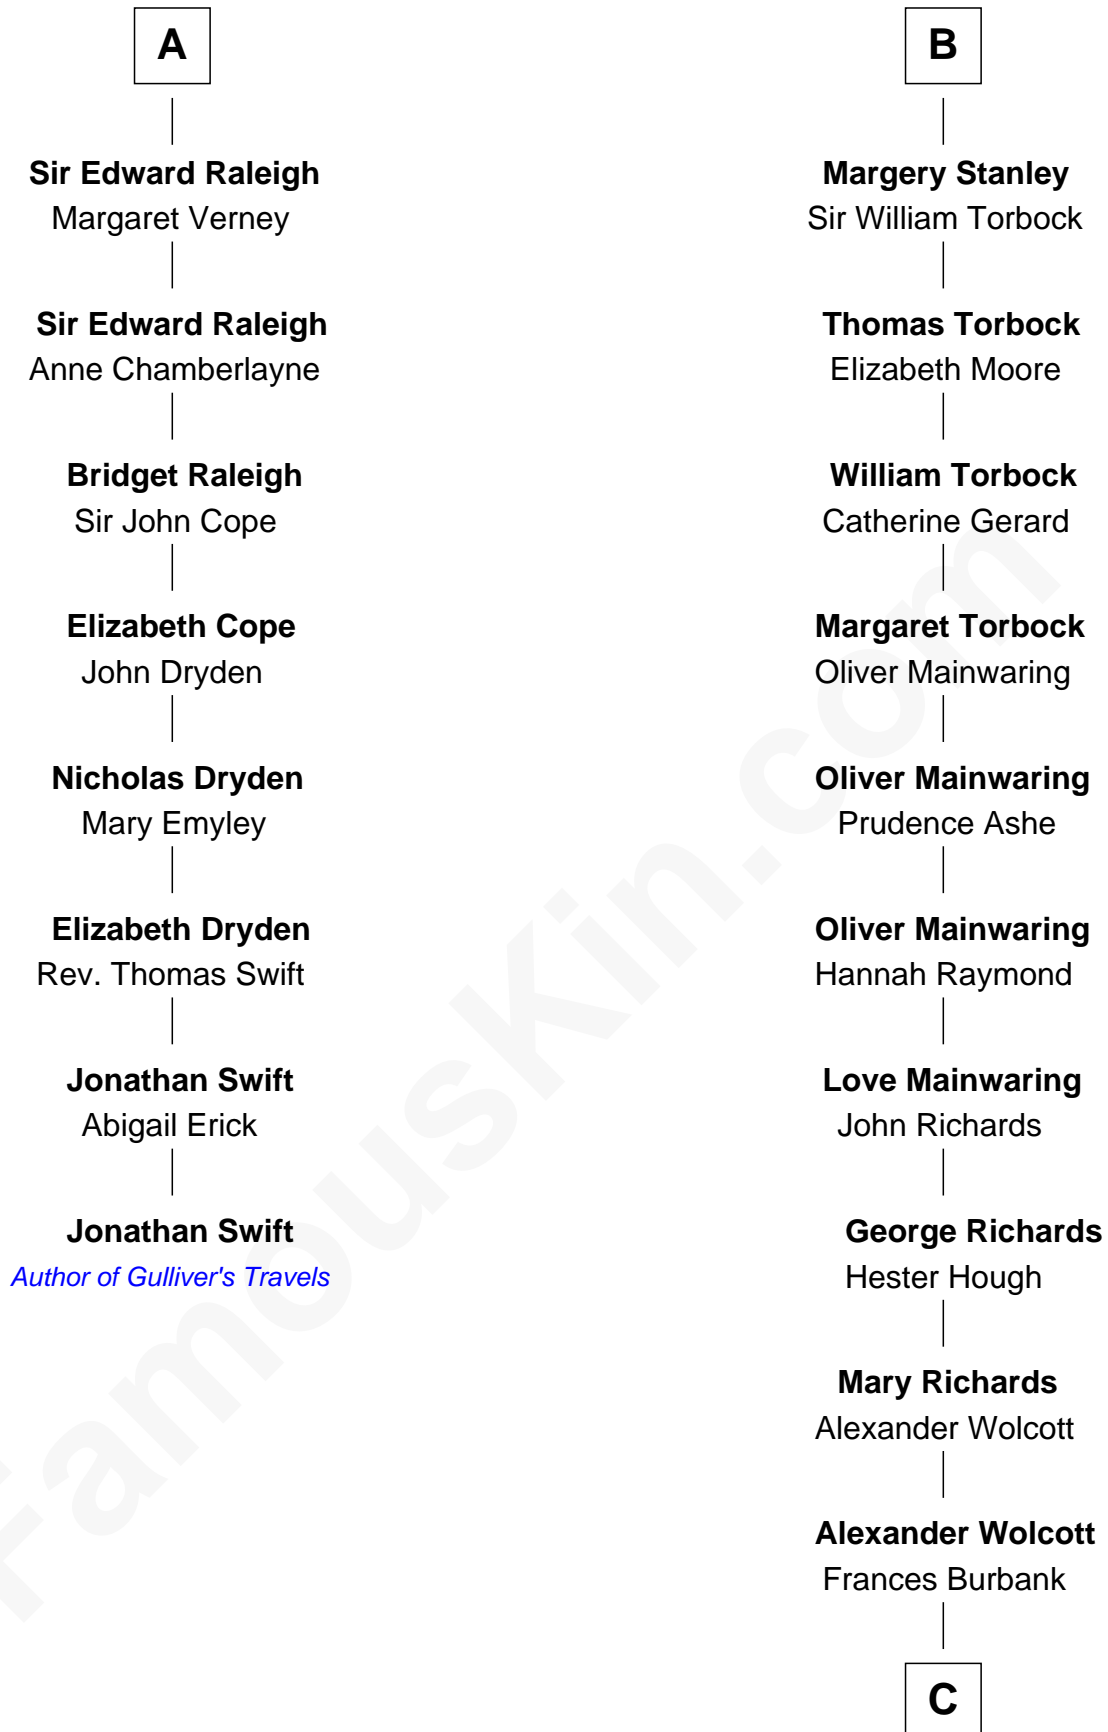 A
Sir Edward Raleigh
Margaret Verney
Sir Edward Raleigh
Anne Chamberlayne
Bridget Raleigh
Sir John Cope
Elizabeth Cope
John Dryden
Nicholas Dryden
Mary Emyley
Elizabeth Dryden
Rev. Thomas Swift
Jonathan Swift
Abigail Erick
Jonathan Swift
Author of Gulliver's Travels
B
Margery Stanley
Sir William Torbock
Thomas Torbock
Elizabeth Moore
William Torbock
Catherine Gerard
Margaret Torbock
Oliver Mainwaring
Oliver Mainwaring
Prudence Ashe
Oliver Mainwaring
Hannah Raymond
Love Mainwaring
John Richards
George Richards
Hester Hough
Mary Richards
Alexander Wolcott
Alexander Wolcott
Frances Burbank
C
FamousKin.com